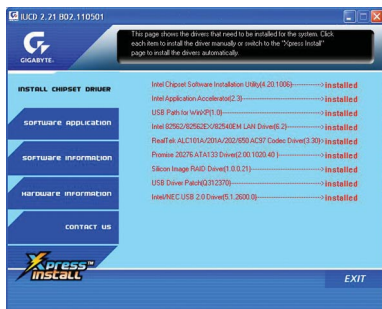 IUCD 2.21 B02.110501
GIGABYTE
This page shows the drivers that need to be installed for the system. Click
each item to install the driver manually or switch to the "Xpress Install"
page to install the drivers automatically.
INSTALL CHIPSET DRIVER
SOFTWARE APPLICATION
SOFTWARE INFORMATION
HARDWARE INFORMATION
CONTACT US
Intel Chipset Software Installation Utility(4.20.1006)------------>installed
Intel Application Accelerator(2.3)------------>installed
USB Path for WinXP(1.0)------------>installed
Intel 82562/82562EX/82540EM LAN Driver(6.2)------------>installed
RealTek ALC101A/201A/202/650 AC97 Codec Driver(3.30)>installed
Promise 20276 ATA133 Driver(2.00.1020.40 )------------>installed
Silicon Image RAID Driver(1.0.0.21)------------>installed
USB Driver Patch(Q312370)------------>installed
Intel/NEC USB 2.0 Driver(5.1.2600.0)------------>installed
Xpress™
INSTALL
EXIT